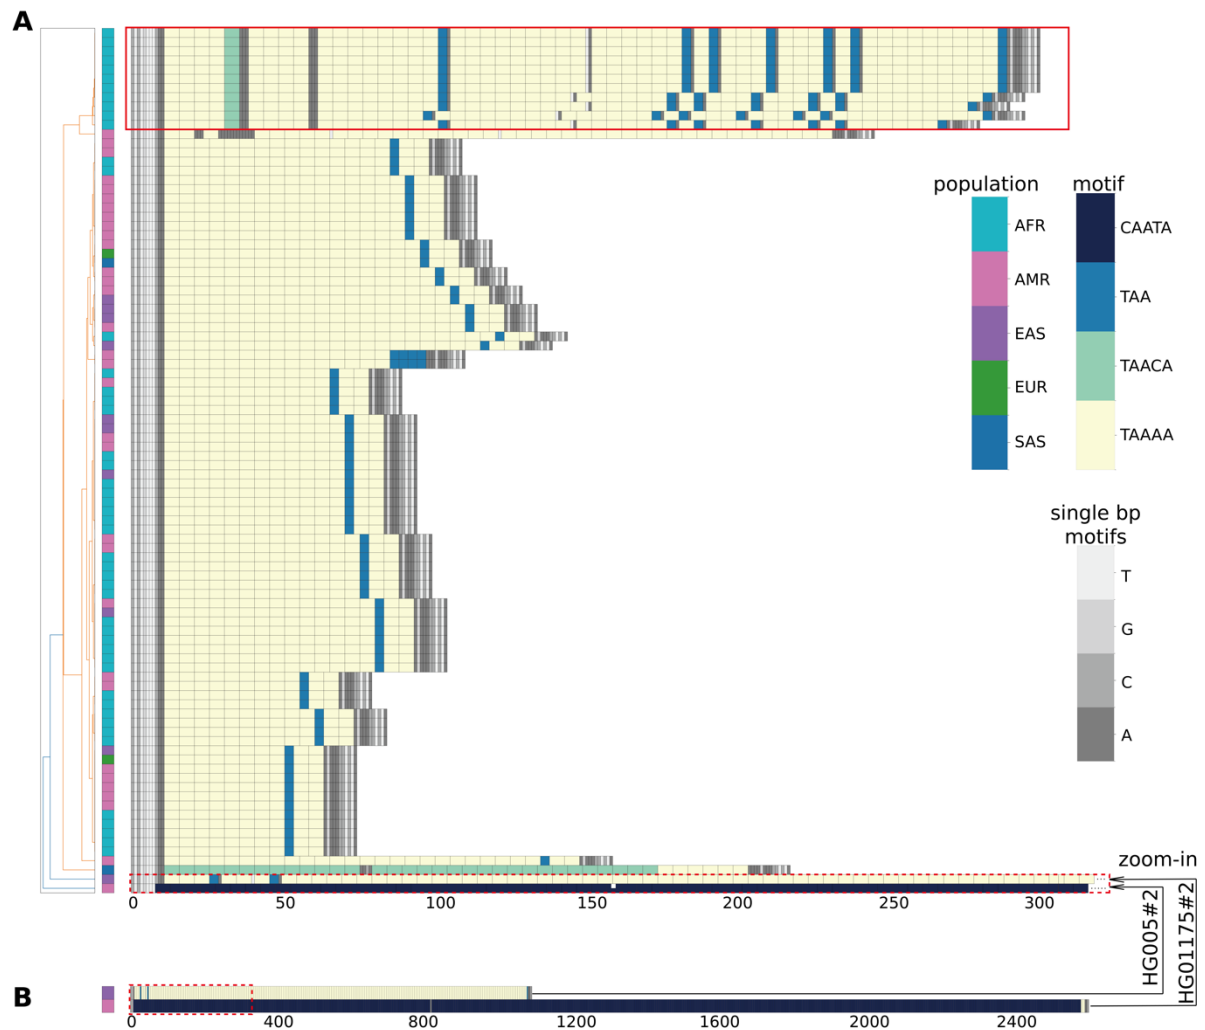 A
population motif
AFR
AMR
EAS
EUR
SAS
CAATA
TAA
TAACA
TAAAA
single bp
motifs
T
G
C
A
zoom-in
0 50 100 150 200 250 300
HG005#2
HG01175#2
B
0 400 800 1200 1600 2000 2400